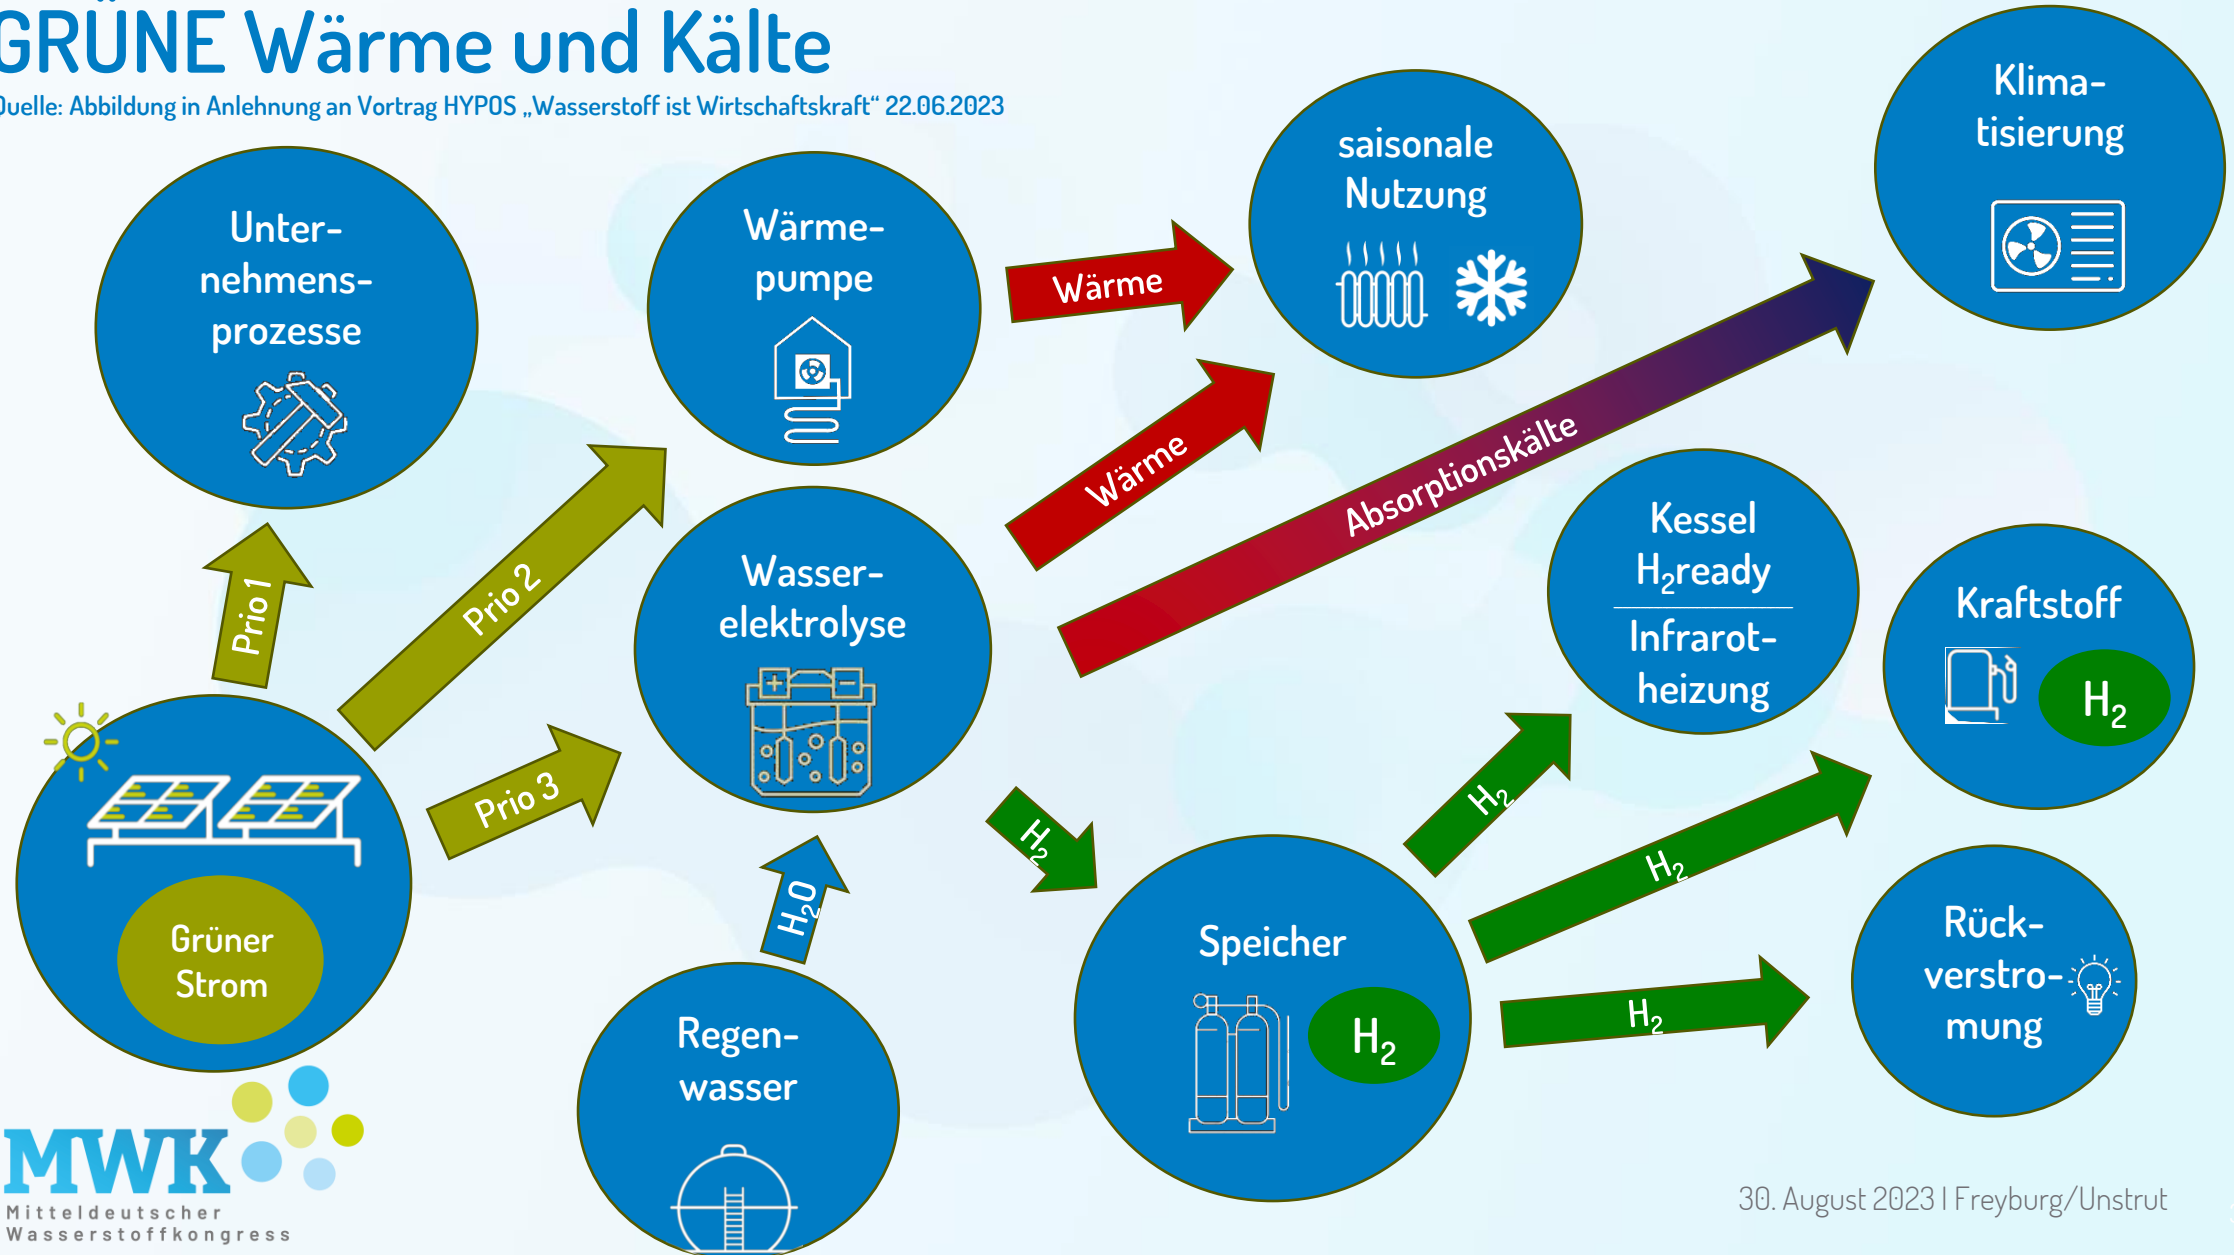 GRÜNE Wärme und Kälte
Quelle: Abbildung in Anlehnung an Vortrag HYPOS „Wasserstoff ist Wirtschaftskraft“ 22.06.2023
Unter-
nehmens-
prozesse
Wärme-
pumpe
Wärme
saisonale
Nutzung
Klima-
tisierung
Prio 1
Prio 2
Prio 3
Wasser-
elektrolyse
Wärme
Absorptionskälte
Kessel
H₂ready
Infrarot-
heizung
Kraftstoff
H₂
Grüner
Strom
H₂O
Regen-
wasser
H₂
Speicher
H₂
H₂
H₂
H₂
Rück-
verstro-
mung
MWK
Mitteldeutscher
Wasserstoffkongress
30. August 2023 I Freyburg/Unstrut